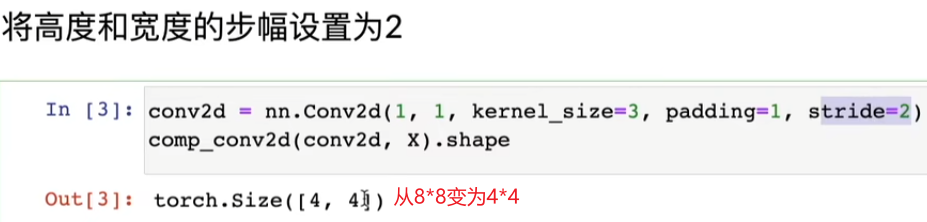 将高度和宽度的步幅设置为2
In [3]: conv2d = nn.Conv2d(1, 1, kernel_size=3, padding=1, stride=2)
comp_conv2d(conv2d, X).shape
Out[3]: torch.Size([4, 4]) 从8*8变为4*4